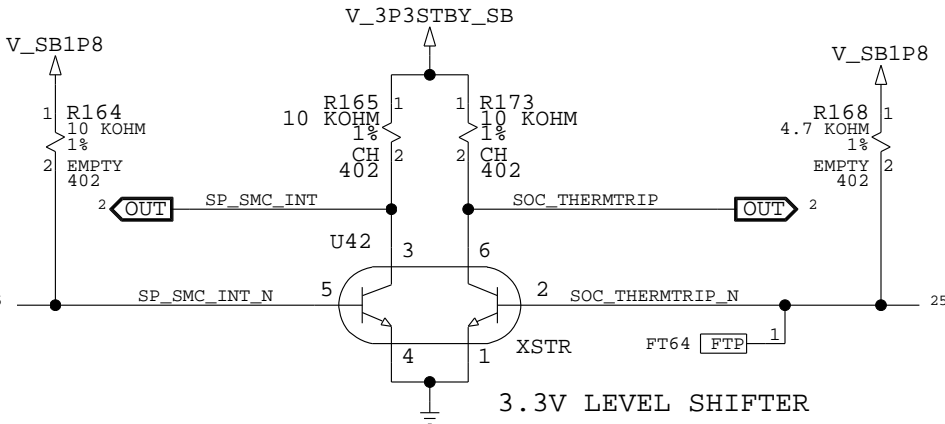 V_3P3STBY_SB
V_SB1P8
V_SB1P8
1
R164
10 KOHM
1%
2
EMPTY
402
R165
1
10 KOHM
1%
CH
2
402
1
R173
10 KOHM
1%
2
CH
402
R168
1
4.7 KOHM
1%
EMPTY
2
402
2
OUT
SP_SMC_INT
SOC_THERMTRIP
OUT
2
U42
3
6
SP_SMC_INT_N
5
2
SOC_THERMTRIP_N
25
4
1
XSTR
FT64
FTP
1
3.3V LEVEL SHIFTER